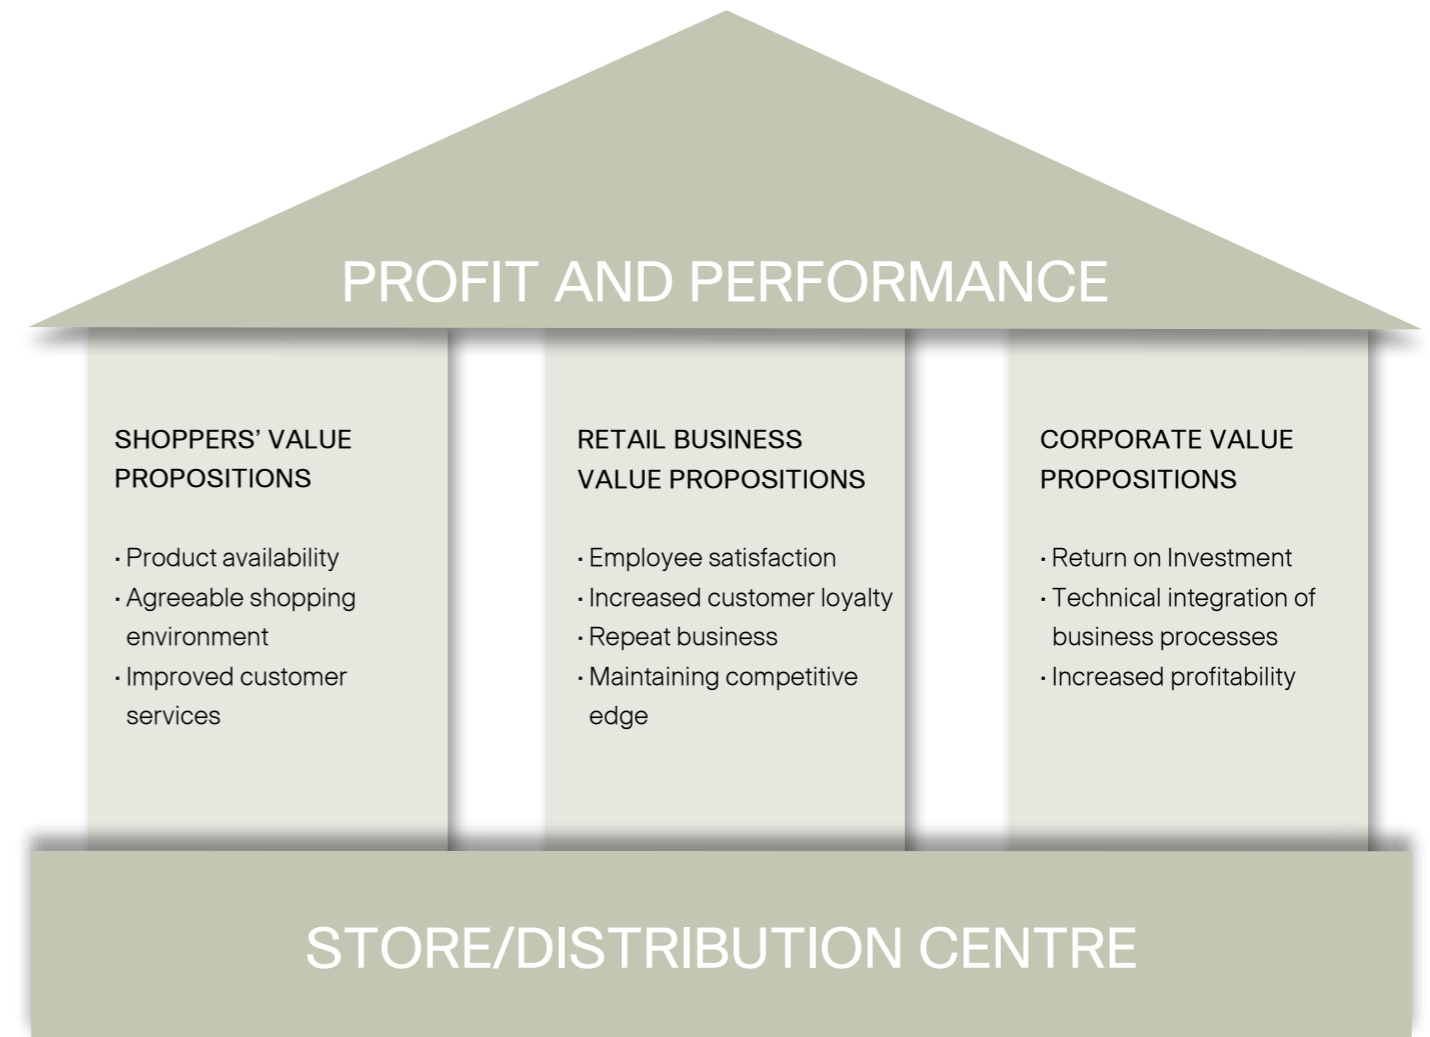 PROFIT AND PERFORMANCE
SHOPPERS’ VALUE
PROPOSITIONS
· Product availability
· Agreeable shopping
environment
· Improved customer
services
RETAIL BUSINESS
VALUE PROPOSITIONS
· Employee satisfaction
· Increased customer loyalty
· Repeat business
· Maintaining competitive
edge
CORPORATE VALUE
PROPOSITIONS
· Return on Investment
· Technical integration of
business processes
· Increased profitability
STORE/DISTRIBUTION CENTRE